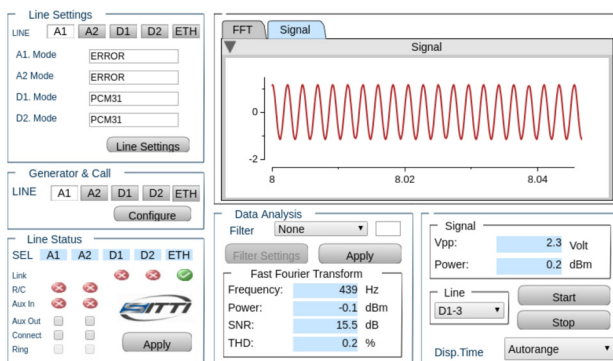 Line Settings
LINE A1 A2 D1 D2 ETH
A1. Mode ERROR
A2 Mode ERROR
D1. Mode PCM31
D2. Mode PCM31
Line Settings
Generator & Call
LINE A1 A2 D1 D2 ETH
Configure
Line Status
SEL A1 A2 D1 D2 ETH
Link
R/C
Aux In
Aux Out
Connect
Ring
SITTI
Apply
FFT Signal
Signal
0
-2
8 8.02 8.04
Data Analysis
Filter None
Filter Settings Apply
Fast Fourier Transform
Frequency: 439 Hz
Power: -0.1 dBm
SNR: 15.5 dB
THD: 0.2 %
Signal
Vpp: 2.3 Volt
Power: 0.2 dBm
Line
D1-3
Start
Stop
Disp.Time Autorange